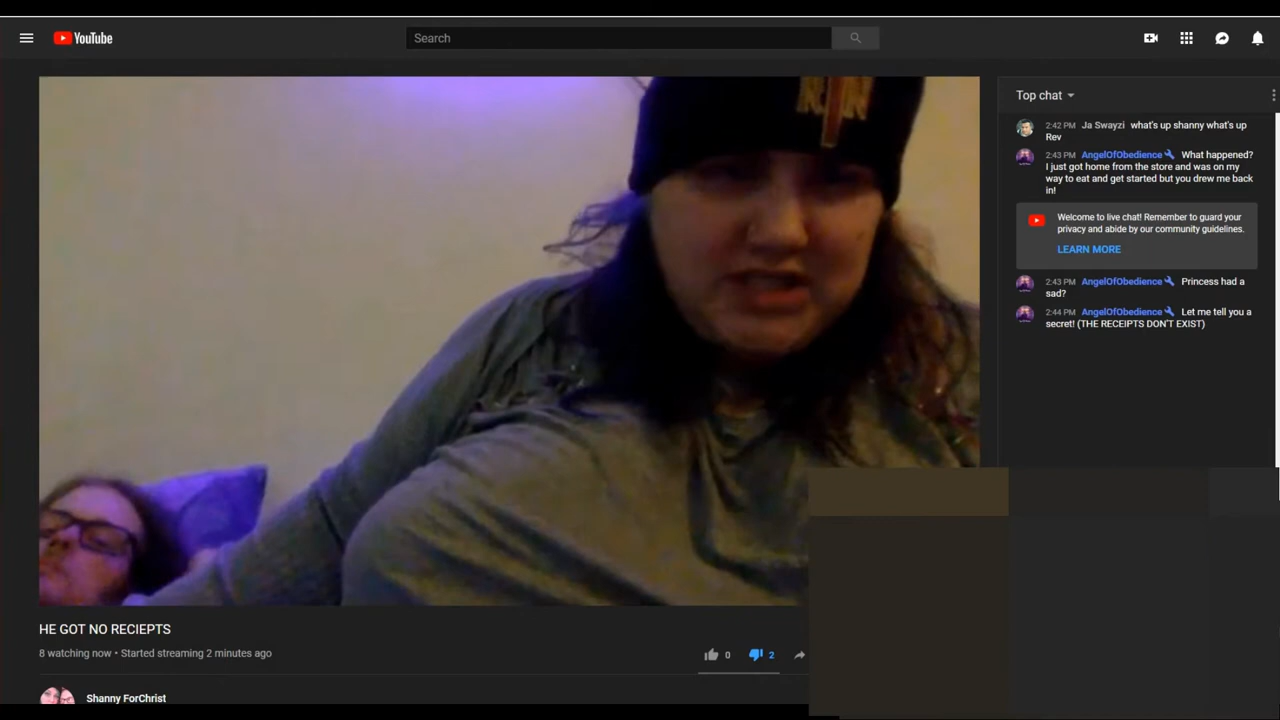 YouTube
Search
Top chat
2:42 PM Ja Swayzi what's up shanny what's up
Rev
2:43 PM AngelOfObedience What happened?
I just got home from the store and was on my
way to eat and get started but you drew me back
in!
Welcome to live chat! Remember to guard your
privacy and abide by our community guidelines.
LEARN MORE
2:43 PM AngelOfObedience Princess had a
sad?
2:44 PM AngelOfObedience Let me tell you a
secret! (THE RECEIPTS DON'T EXIST)
HE GOT NO RECIEPTS
8 watching now • Started streaming 2 minutes ago
0
2
Shanny ForChrist